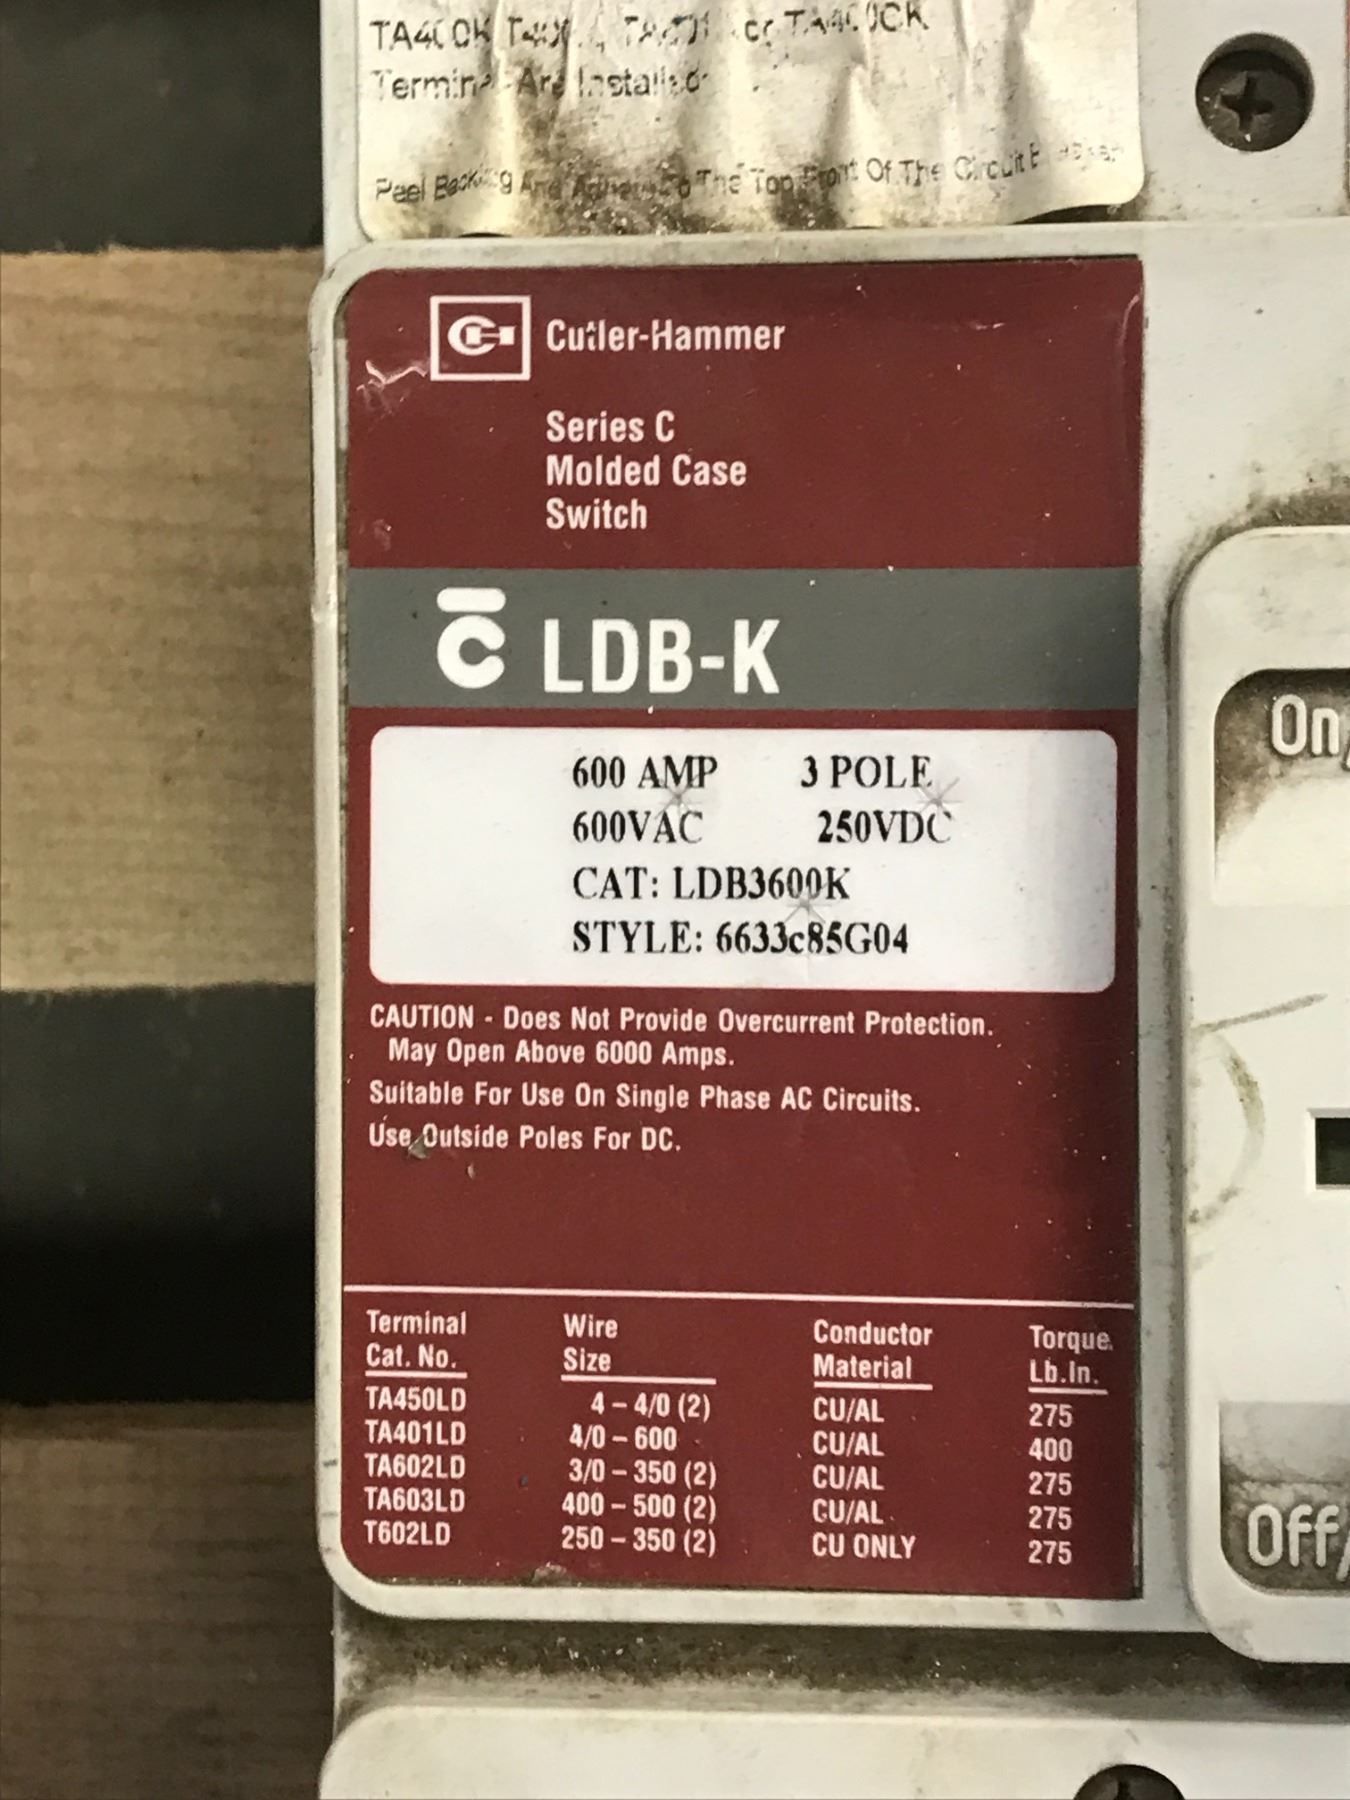 Terminal Are Installed
Peel Backing And The Top Front Of The Circuit
Cutler-Hammer
Series C
Molded Case
Switch
C LDB-K
600 AMP 3 POLE
600VAC 250VDC
CAT: LDB3600K
STYLE: 6633c85G04
CAUTION - Does Not Provide Overcurrent Protection.
May Open Above 6000 Amps.
Suitable For Use On Single Phase AC Circuits.
Use Outside Poles For DC.
Terminal Wire Conductor Torque
Cat. No. Size Material Lb.In.
TA450LD 4 – 4/0 (2) CU/AL 275
TA401LD 4/0 – 600 CU/AL 400
TA602LD 3/0 – 350 (2) CU/AL 275
TA603LD 400 – 500 (2) CU/AL 275
T602LD 250 – 350 (2) CU ONLY 275
On/
Off/